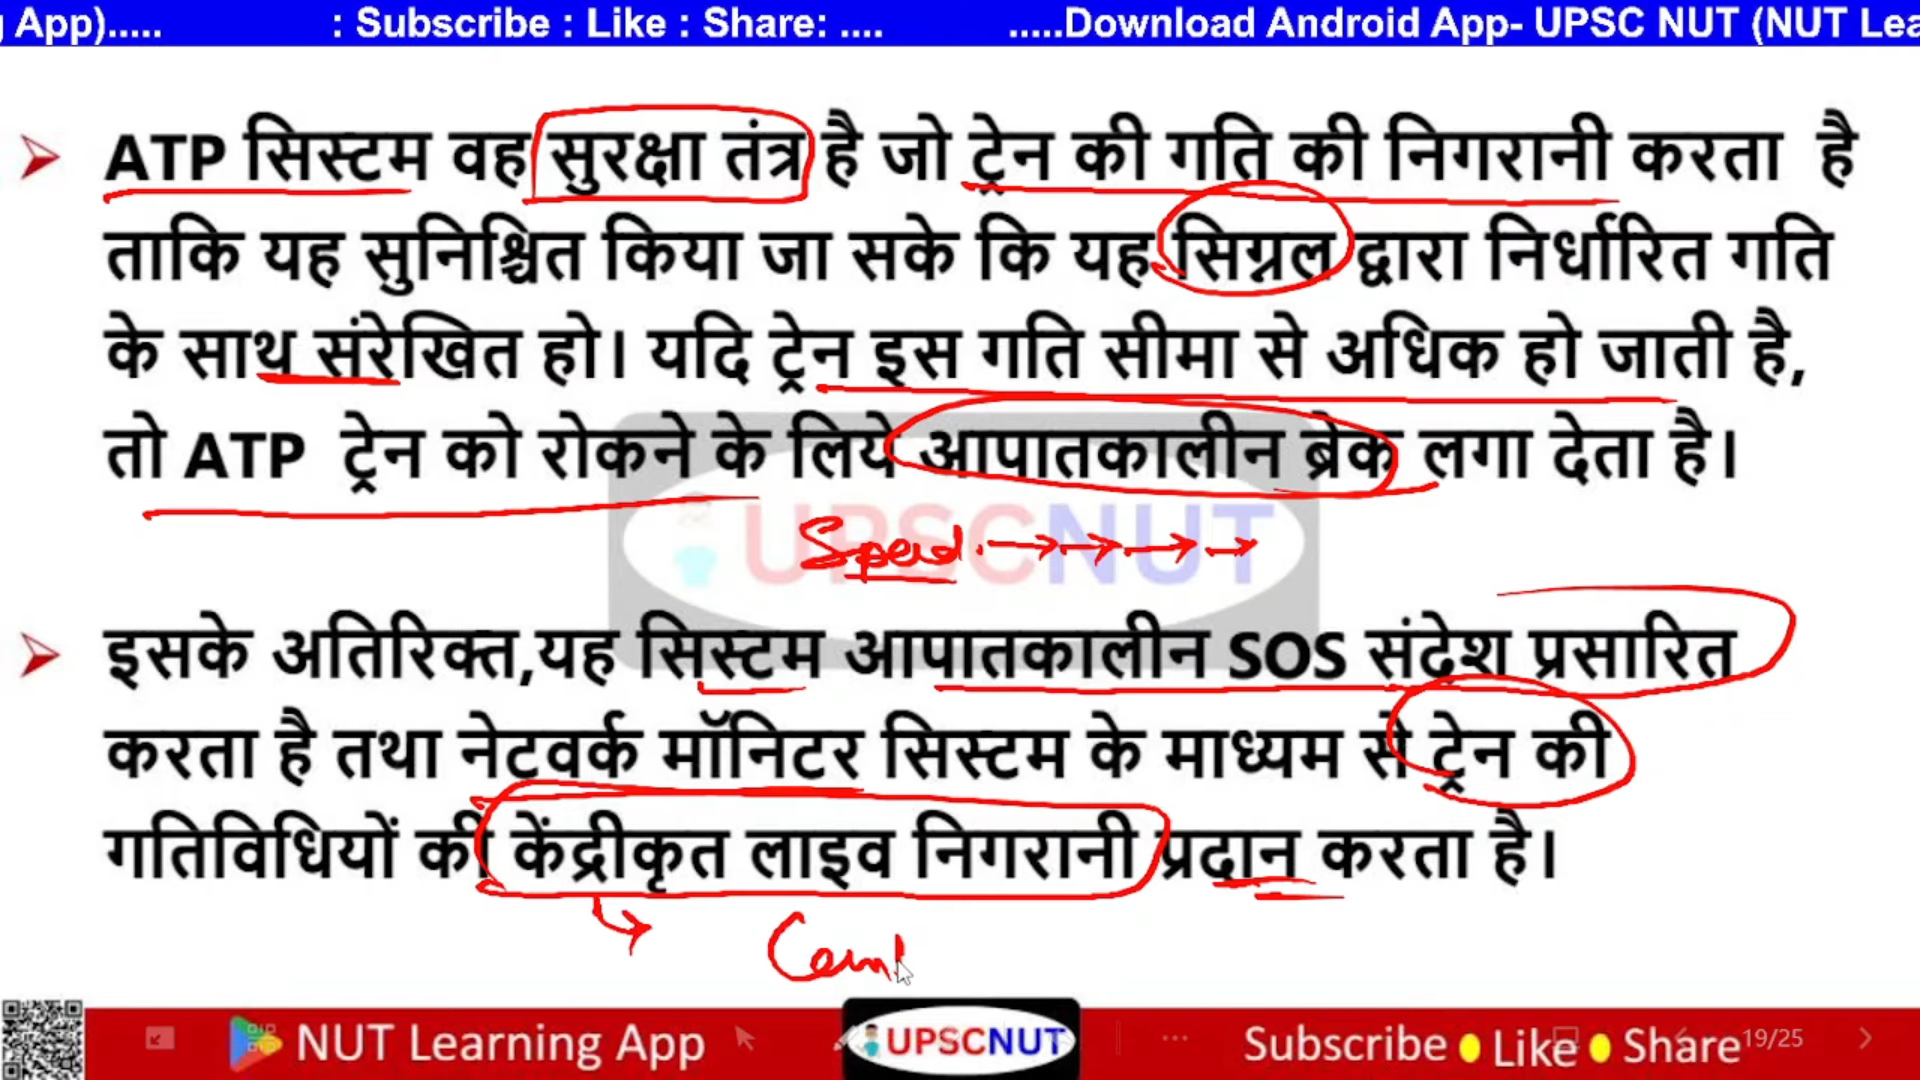 App)..... : Subscribe : Like : Share: .... .....Download Android App- UPSC NUT (NUT Lea
ATP सिस्टम वह सुरक्षा तंत्र है जो ट्रेन की गति की निगरानी करता है
ताकि यह सुनिश्चित किया जा सके कि यह सिग्नल द्वारा निर्धारित गति
के साथ संरेखित हो। यदि ट्रेन इस गति सीमा से अधिक हो जाती है,
तो ATP ट्रेन को रोकने के लिये आपातकालीन ब्रेक लगा देता है।
UPSCNUT
Speed.
इसके अतिरिक्त,यह सिस्टम आपातकालीन SOS संदेश प्रसारित
करता है तथा नेटवर्क मॉनिटर सिस्टम के माध्यम से ट्रेन की
गतिविधियों की केंद्रीकृत लाइव निगरानी प्रदान करता है।
NUT Learning App UPSCNUT Subscribe Like Share 19/25